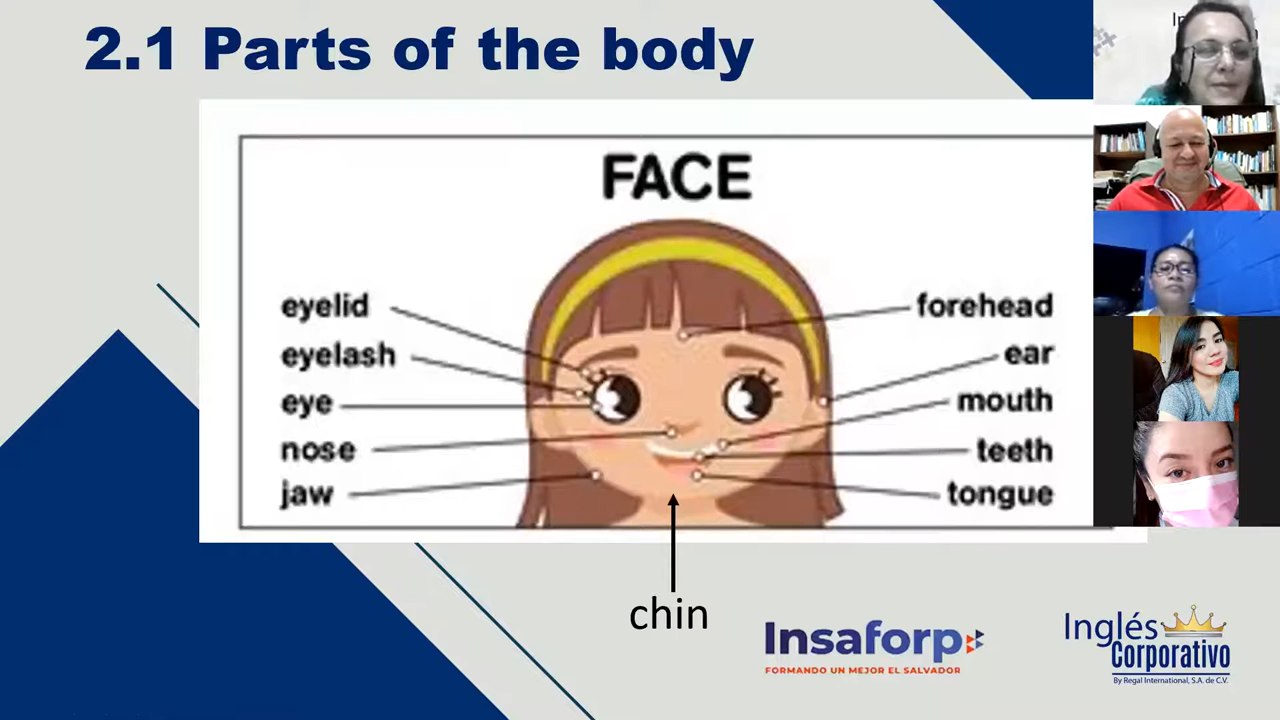 2.1 Parts of the body
FACE
eyelid
eyelash
eye
nose
jaw
forehead
ear
mouth
teeth
tongue
chin
Insaforp
FORMANDO UN MEJOR EL SALVADOR
Inglés
Corporativo
By Regal International, S.A. de C.V.